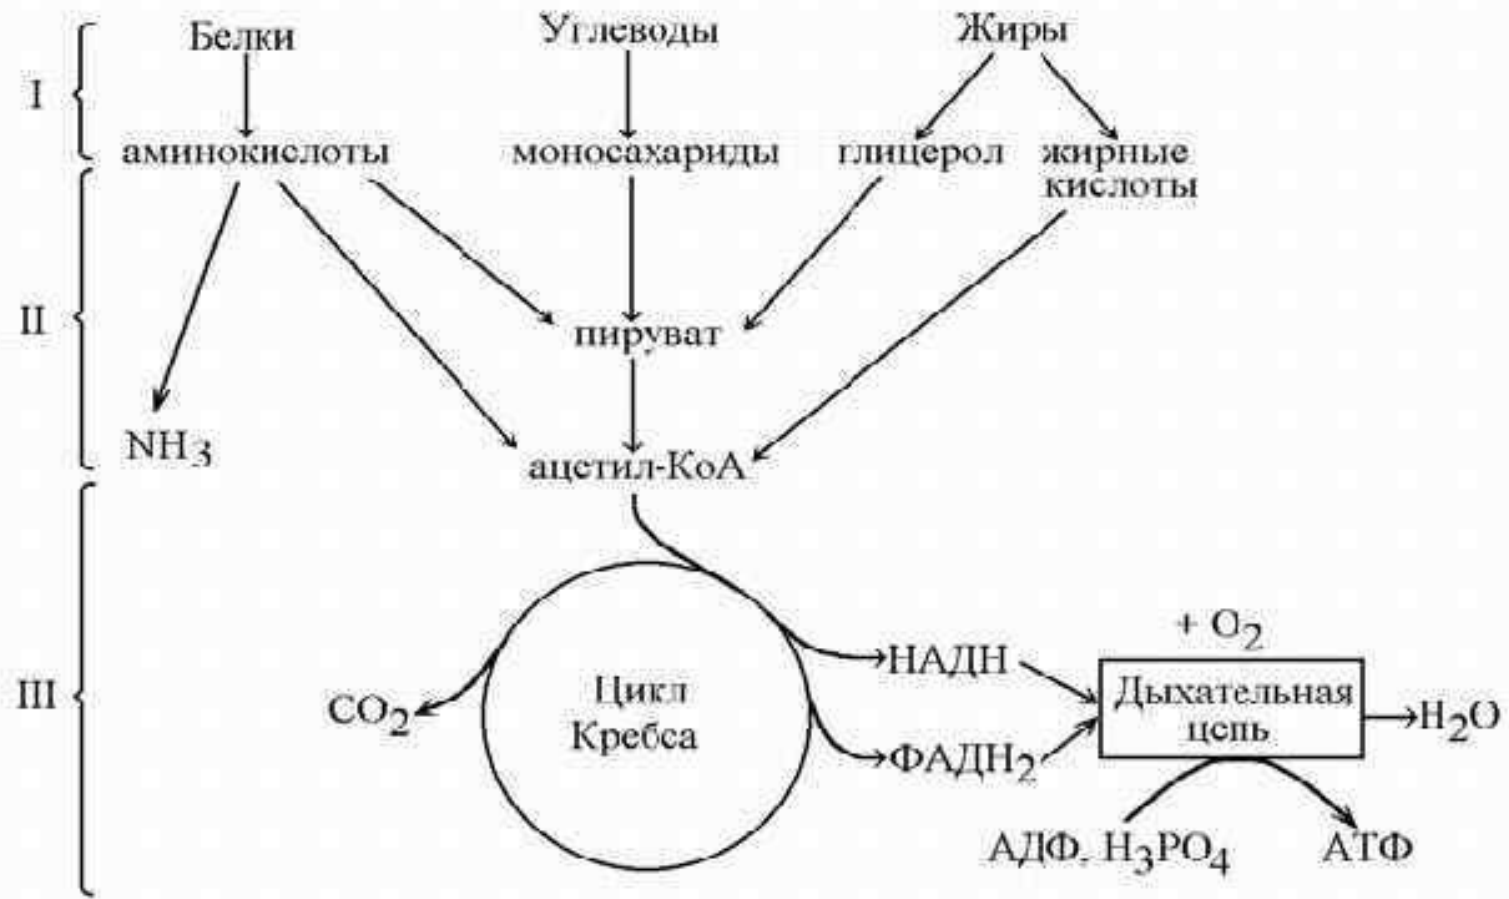 Белки Углеводы Жиры
I
аминокислоты моносахариды глицерол жирные
кислоты
II
пируват
NH3
ацетил-КоА
+ O2
НАДН
III
Цикл
Кребса
Дыхательная
цепь
CO2
H2O
ФАДН2
АДФ, H3PO4 АТФ